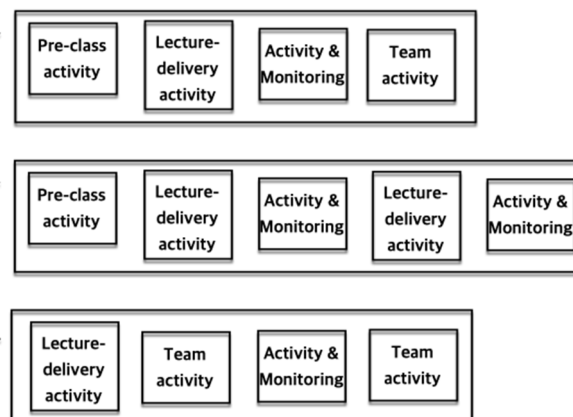 Pre-class
activity
Lecture-
delivery
activity
Activity &
Monitoring
Team
activity
Pre-class
activity
Lecture-
delivery
activity
Activity &
Monitoring
Lecture-
delivery
activity
Activity &
Monitoring
Lecture-
delivery
activity
Team
activity
Activity &
Monitoring
Team
activity